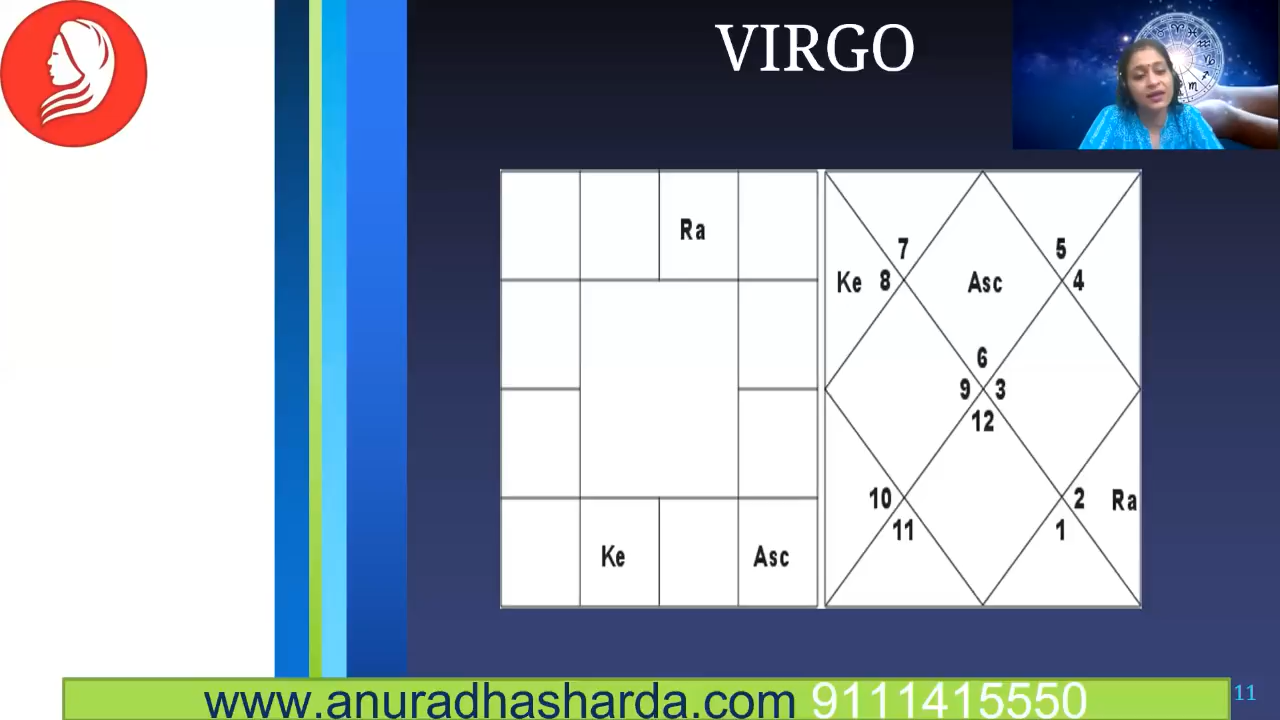 VIRGO
Ra
Ke
Asc
7
5
Ke 8
Asc
4
6
9 3
12
10
2 Ra
11
1
www.anuradhasharda.com 9111415550
11